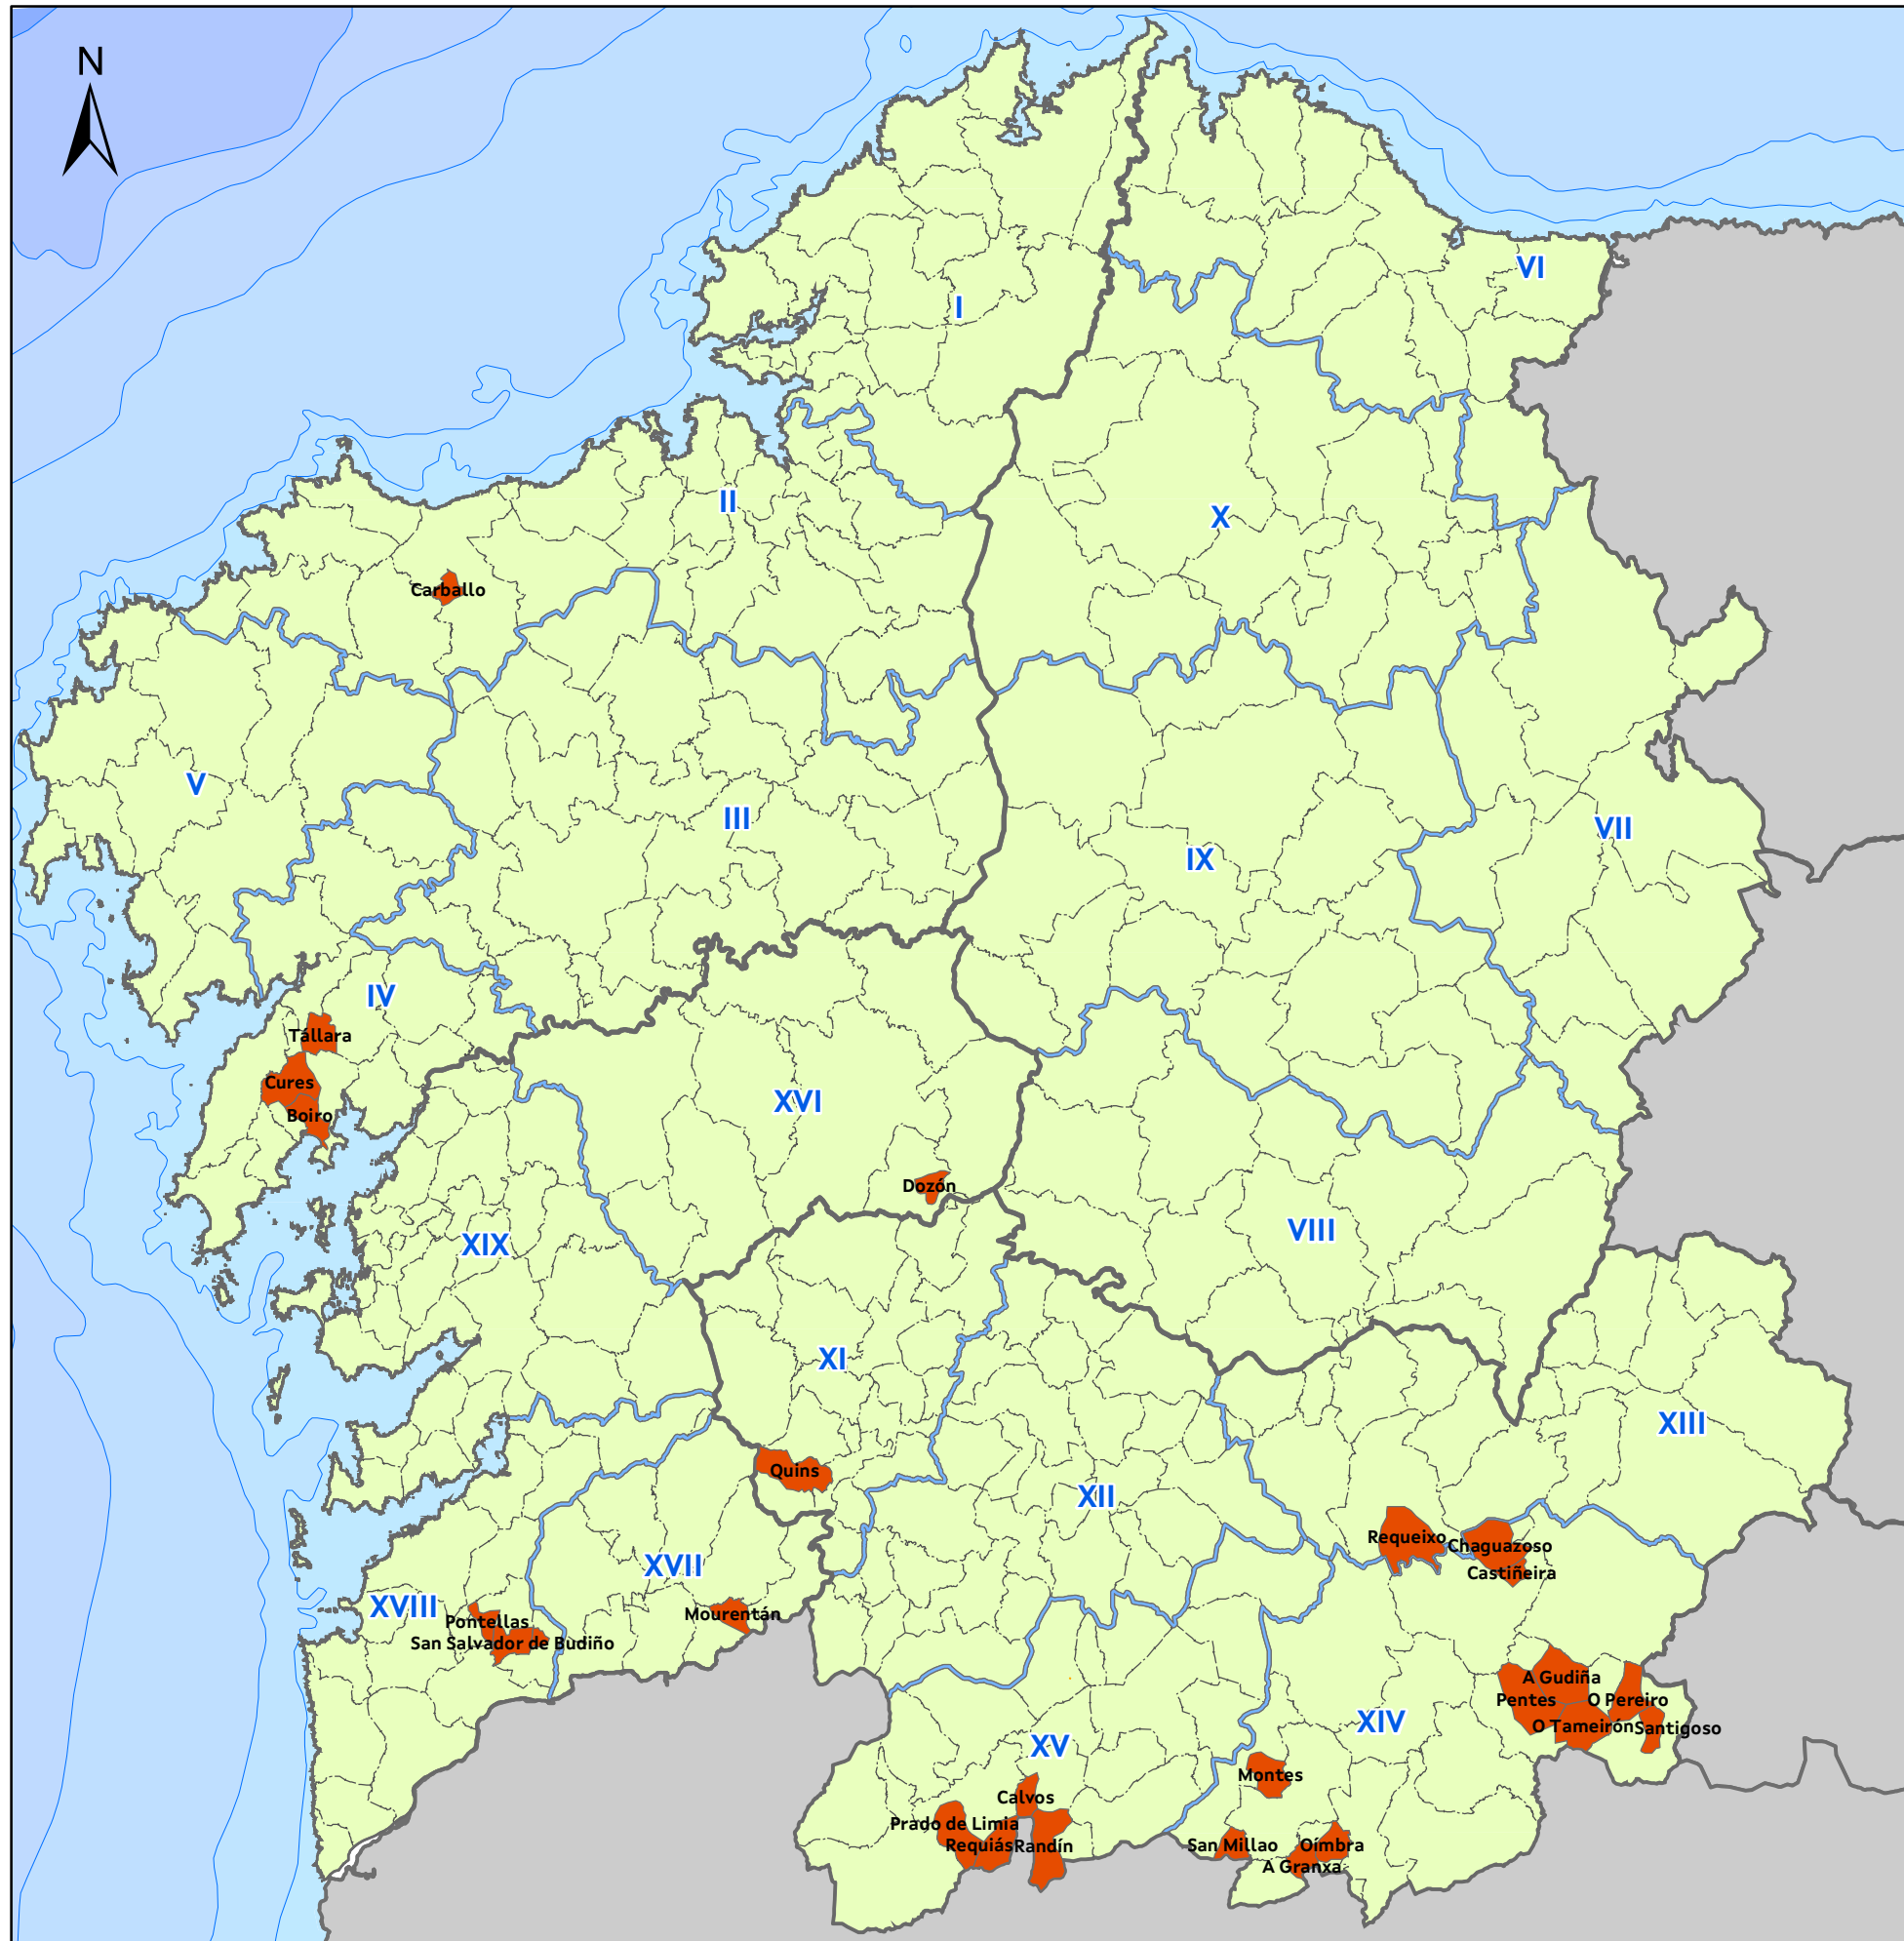 N
VI
I
II
X
Carballo
V
III
VII
IX
IV
Tállara
Cures
Boiro
XVI
Dozón
VIII
XIX
XI
XIII
Quins
XII
Requeixo
Chaguazoso
Castiñeira
XVII
XVIII
Mourentán
Pontellas
San Salvador de Budiño
A Gudiña
Pentes
O Pereiro
O Tameirón
Santigoso
XIV
XV
Montes
Calvos
Prado de Limia
Requiás
Randín
San Millao
Oímbra
A Granxa